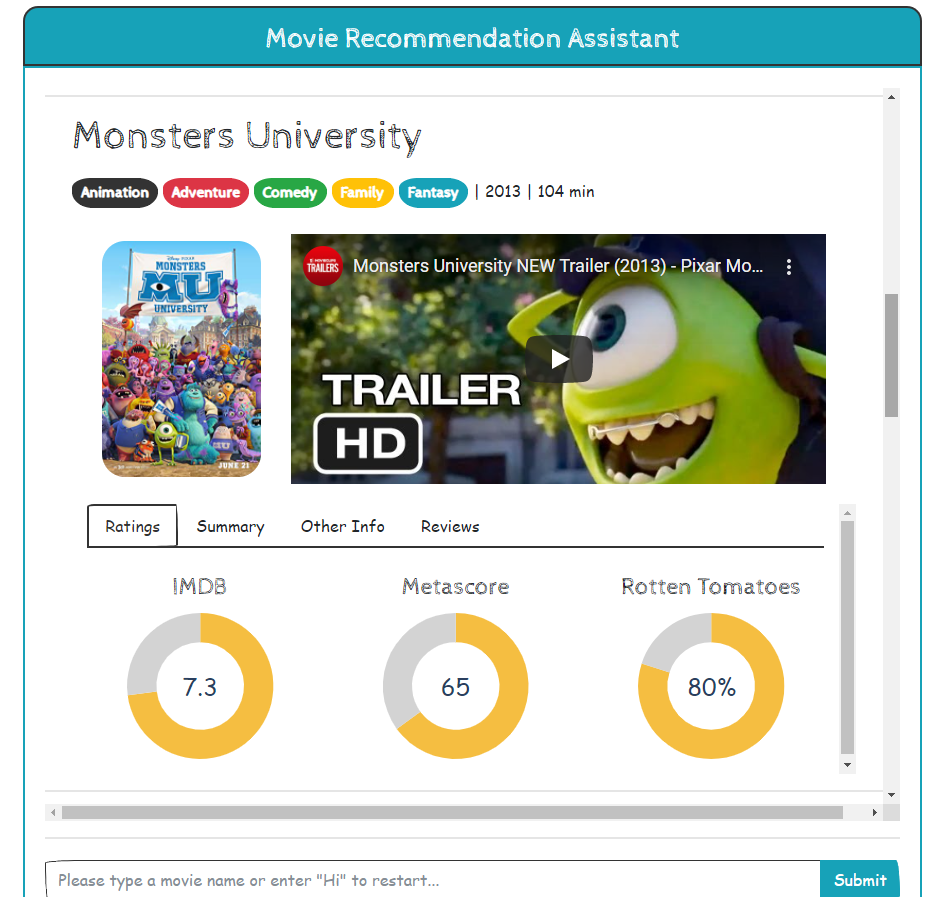 Movie Recommendation Assistant
Monsters University
Animation Adventure Comedy Family Fantasy | 2013 | 104 min
Disney PIXAR
MONSTERS
MU
UNIVERSITY
JUNE 21
MOVIECLIPS
TRAILERS
Monsters University NEW Trailer (2013) - Pixar Mo...
TRAILER
HD
Ratings Summary Other Info Reviews
IMDB Metascore Rotten Tomatoes
7.3 65 80%
Please type a movie name or enter "Hi" to restart... Submit